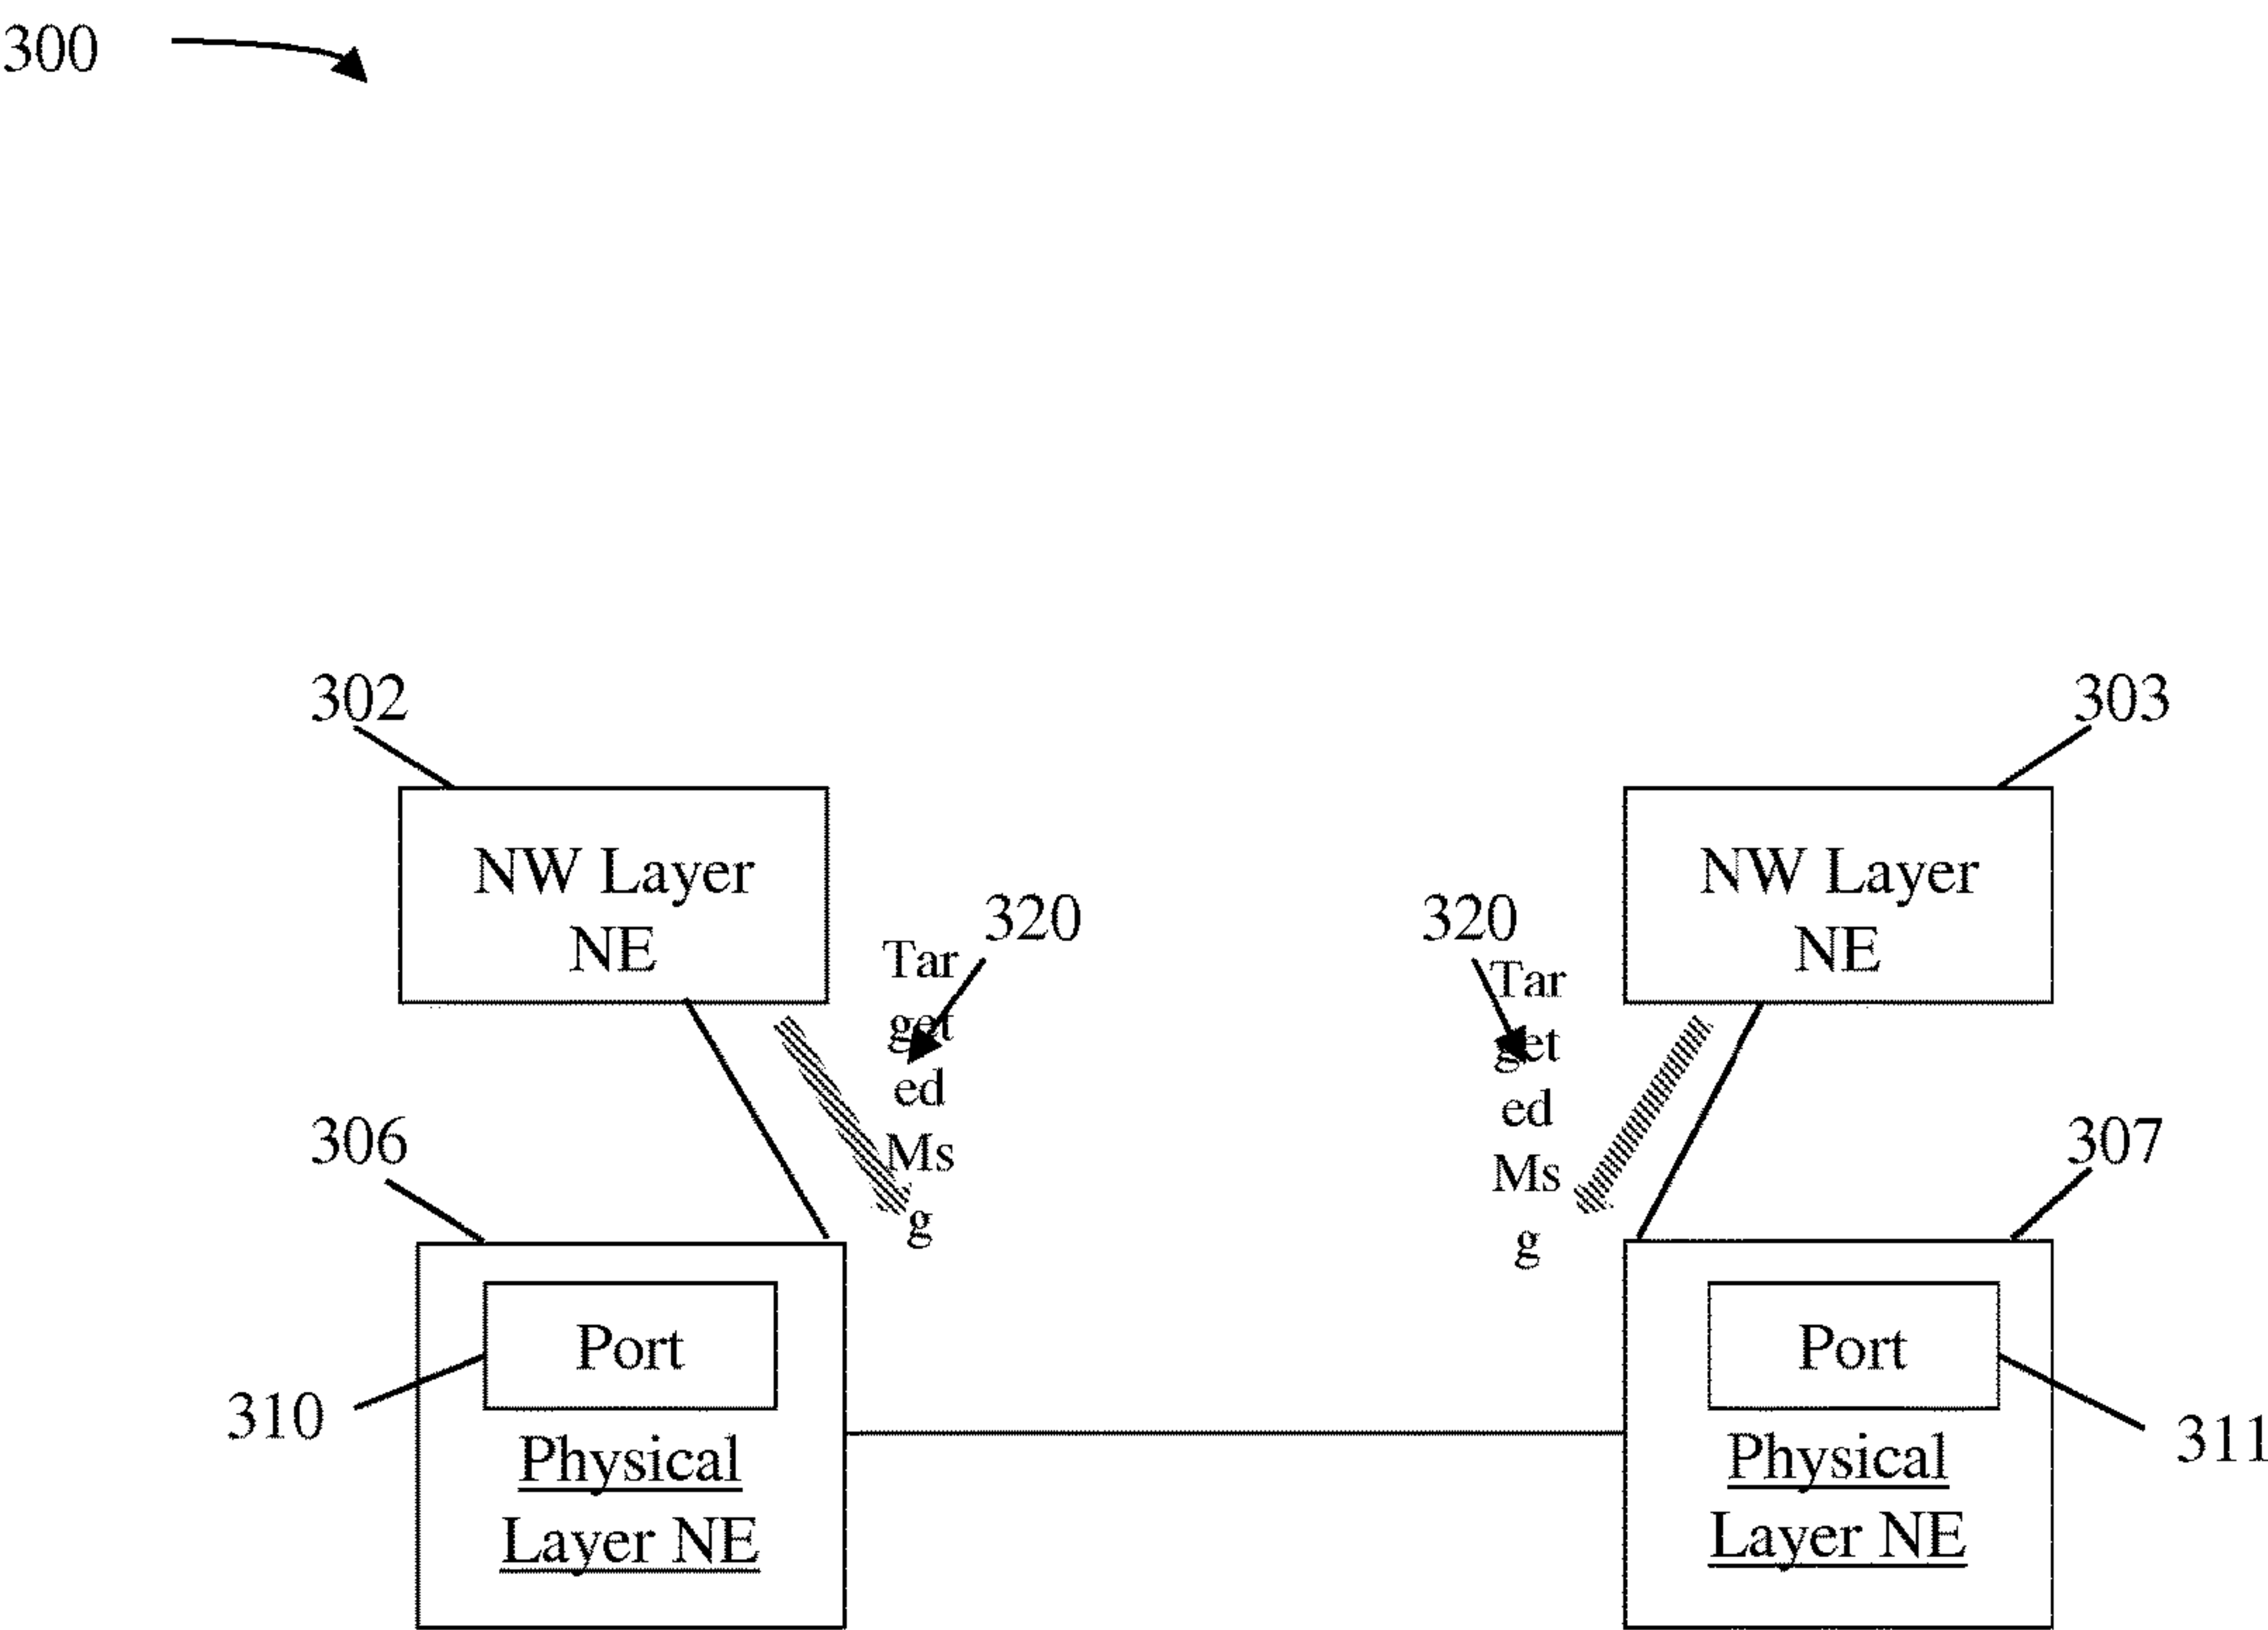 300
302
303
NW Layer
NE
NW Layer
NE
320
Tar
get
ed
Ms
g
320
Tar
get
ed
Ms
g
306
307
Port
310
Physical
Layer NE
Port
311
Physical
Layer NE